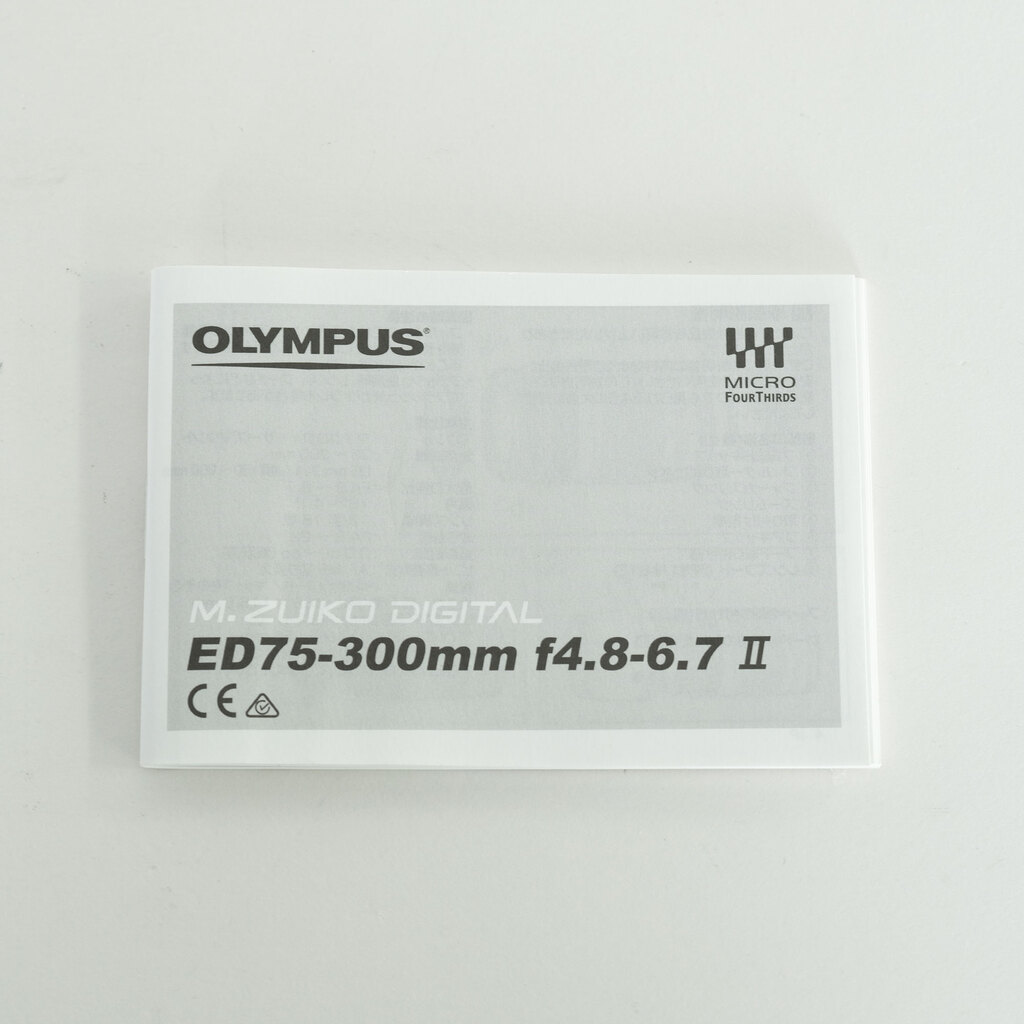 OLYMPUS®
MICRO
FOURTHIRDS
M. ZUIKO DIGITAL
ED75-300mm f4.8-6.7 II
CE